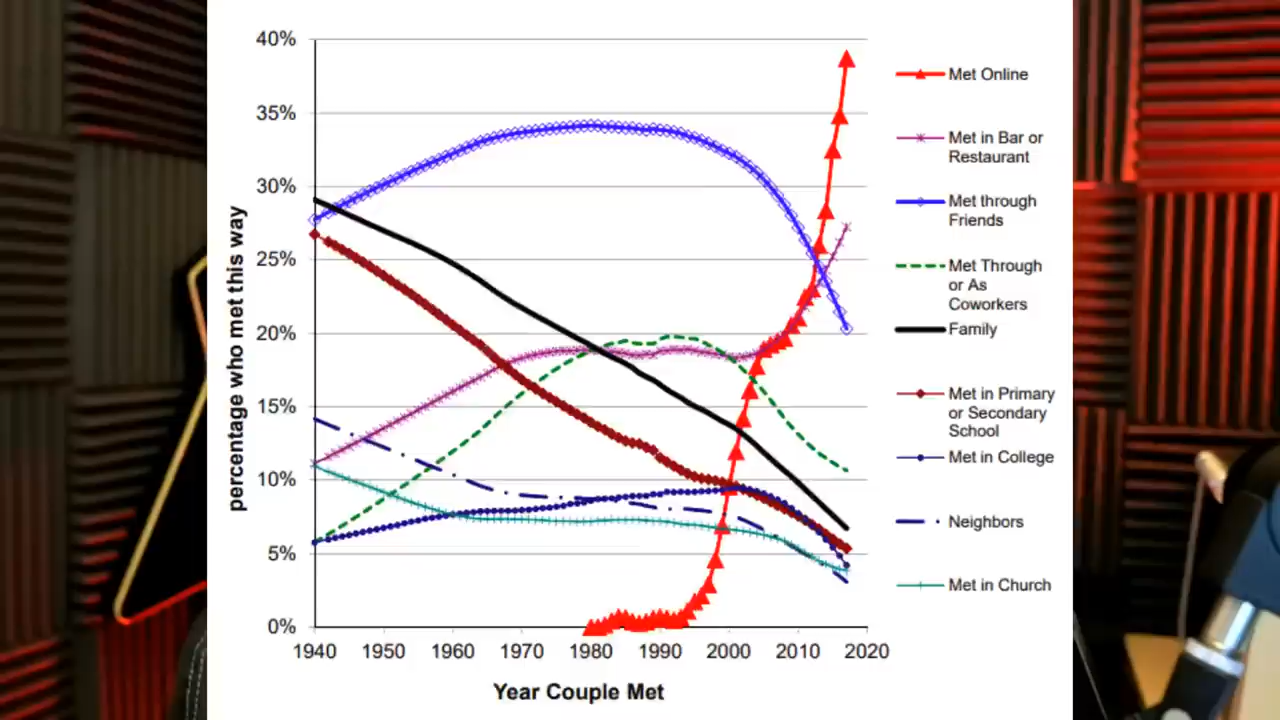 40%
35%
30%
25%
20%
15%
10%
5%
0%
percentage who met this way
1940 1950 1960 1970 1980 1990 2000 2010 2020
Year Couple Met
Met Online
Met in Bar or
Restaurant
Met through
Friends
Met Through
or As
Coworkers
Family
Met in Primary
or Secondary
School
Met in College
Neighbors
Met in Church